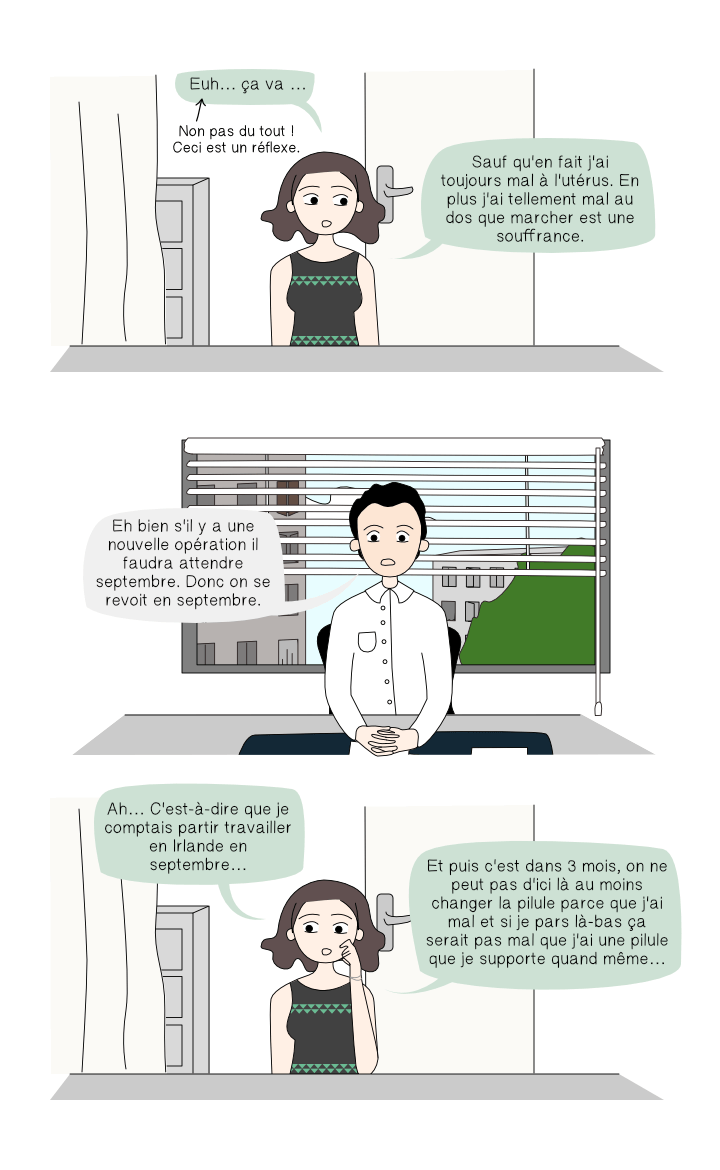 Euh... ça va ...
Non pas du tout !
Ceci est un réflexe.
Sauf qu'en fait j'ai
toujours mal à l'utérus. En
plus j'ai tellement mal au
dos que marcher est une
souffrance.
Eh bien s'il y a une
nouvelle opération il
faudra attendre
septembre. Donc on se
revoit en septembre.
Ah... C'est-à-dire que je
comptais partir travailler
en Irlande en
septembre...
Et puis c'est dans 3 mois, on ne
peut pas d'ici là au moins
changer la pilule parce que j'ai
mal et si je pars là-bas ça
serait pas mal que j'ai une pilule
que je supporte quand même...